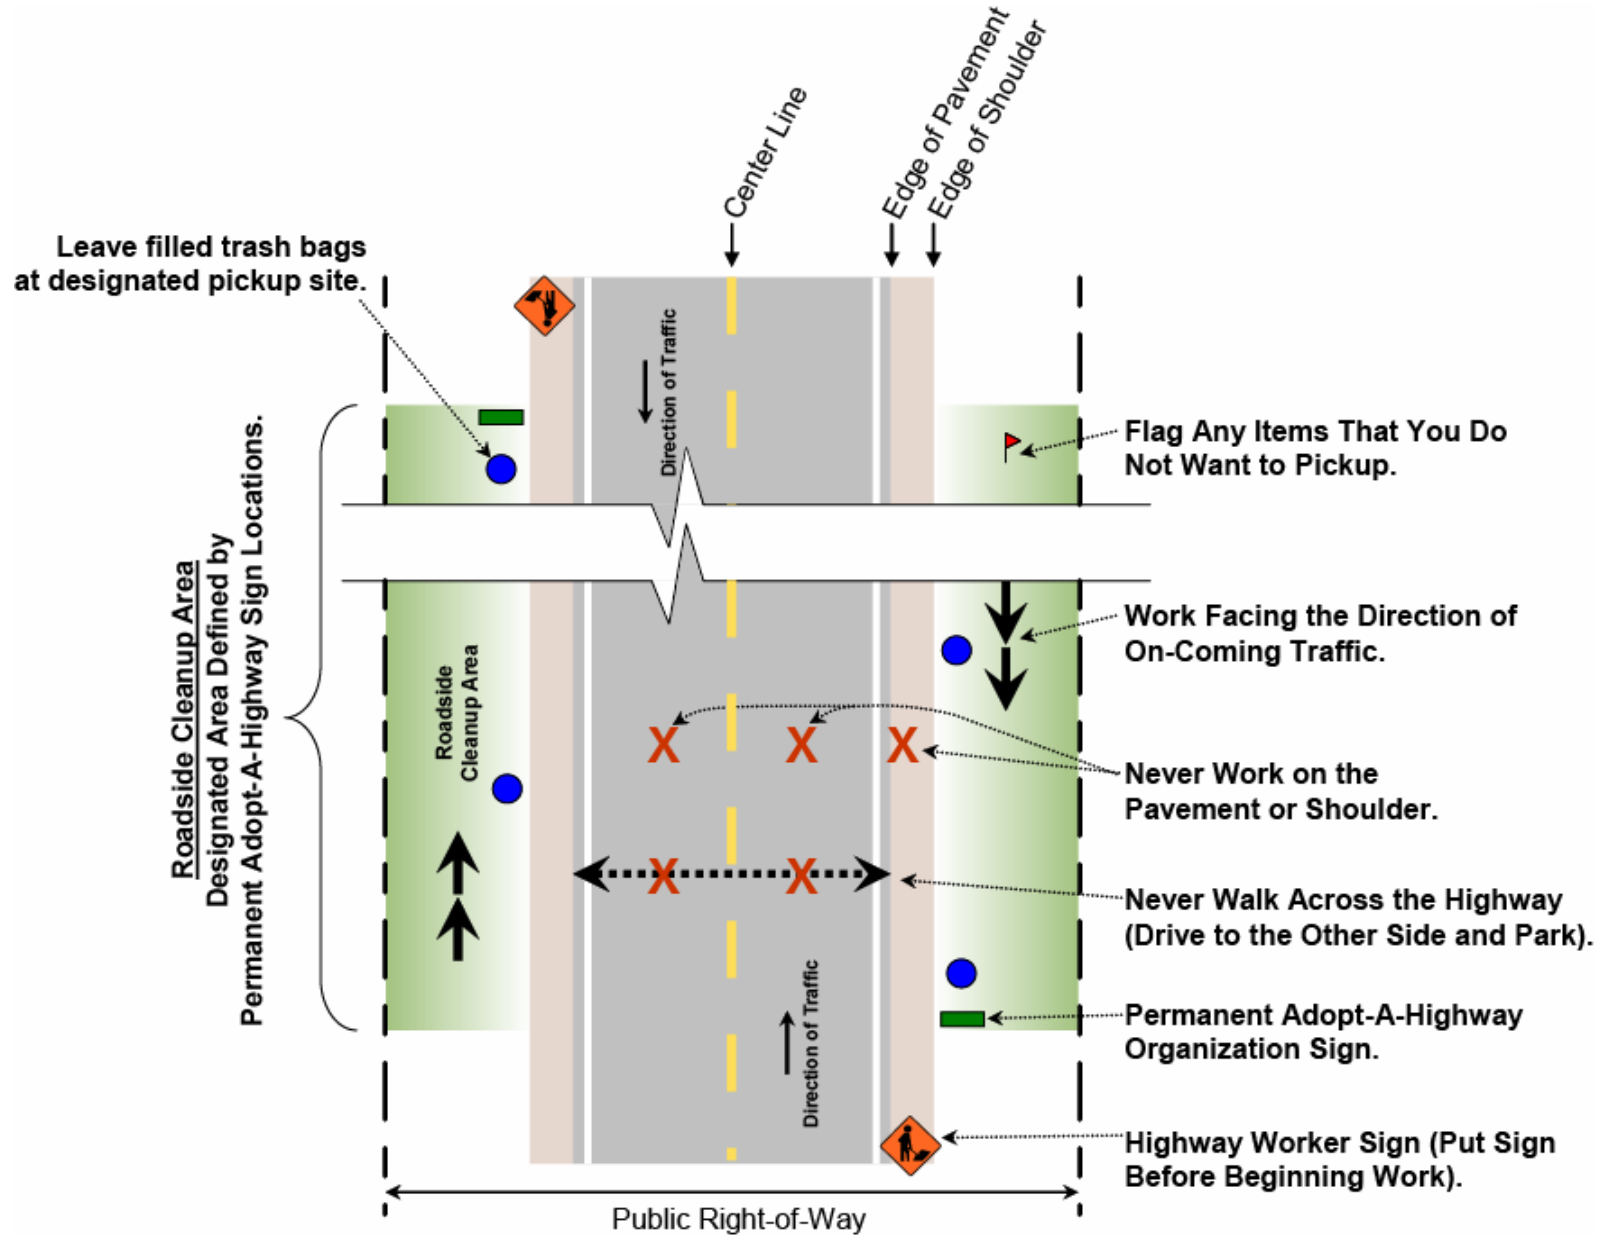 Center Line
Edge of Pavement
Edge of Shoulder
Leave filled trash bags
at designated pickup site.
Direction of Traffic
Flag Any Items That You Do
Not Want to Pickup.
Roadside Cleanup Area
Designated Area Defined by
Permanent Adopt-A-Highway Sign Locations.
Roadside
Cleanup Area
Work Facing the Direction of
On-Coming Traffic.
X X X
Never Work on the
Pavement or Shoulder.
X X
Never Walk Across the Highway
(Drive to the Other Side and Park).
Direction of Traffic
Permanent Adopt-A-Highway
Organization Sign.
Highway Worker Sign (Put Sign
Before Beginning Work).
Public Right-of-Way